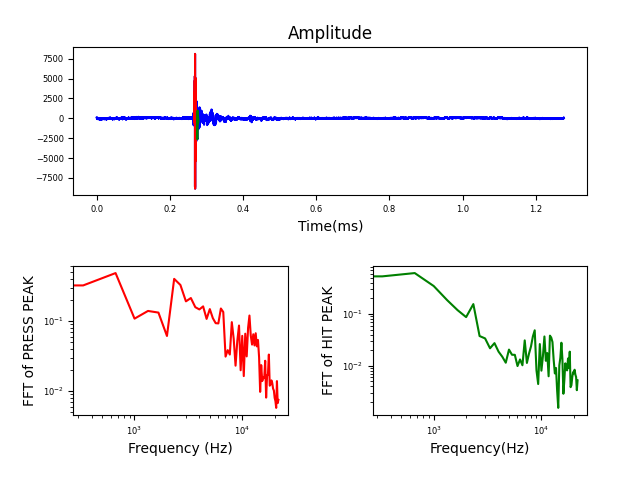 Amplitude
7500
5000
2500
0
−2500
−5000
−7500
0.0 0.2 0.4 0.6 0.8 1.0 1.2
Time(ms)
FFT of PRESS PEAK
10⁻¹
10⁻²
10³ 10⁴
Frequency (Hz)
FFT of HIT PEAK
10⁻¹
10⁻²
10³ 10⁴
Frequency(Hz)